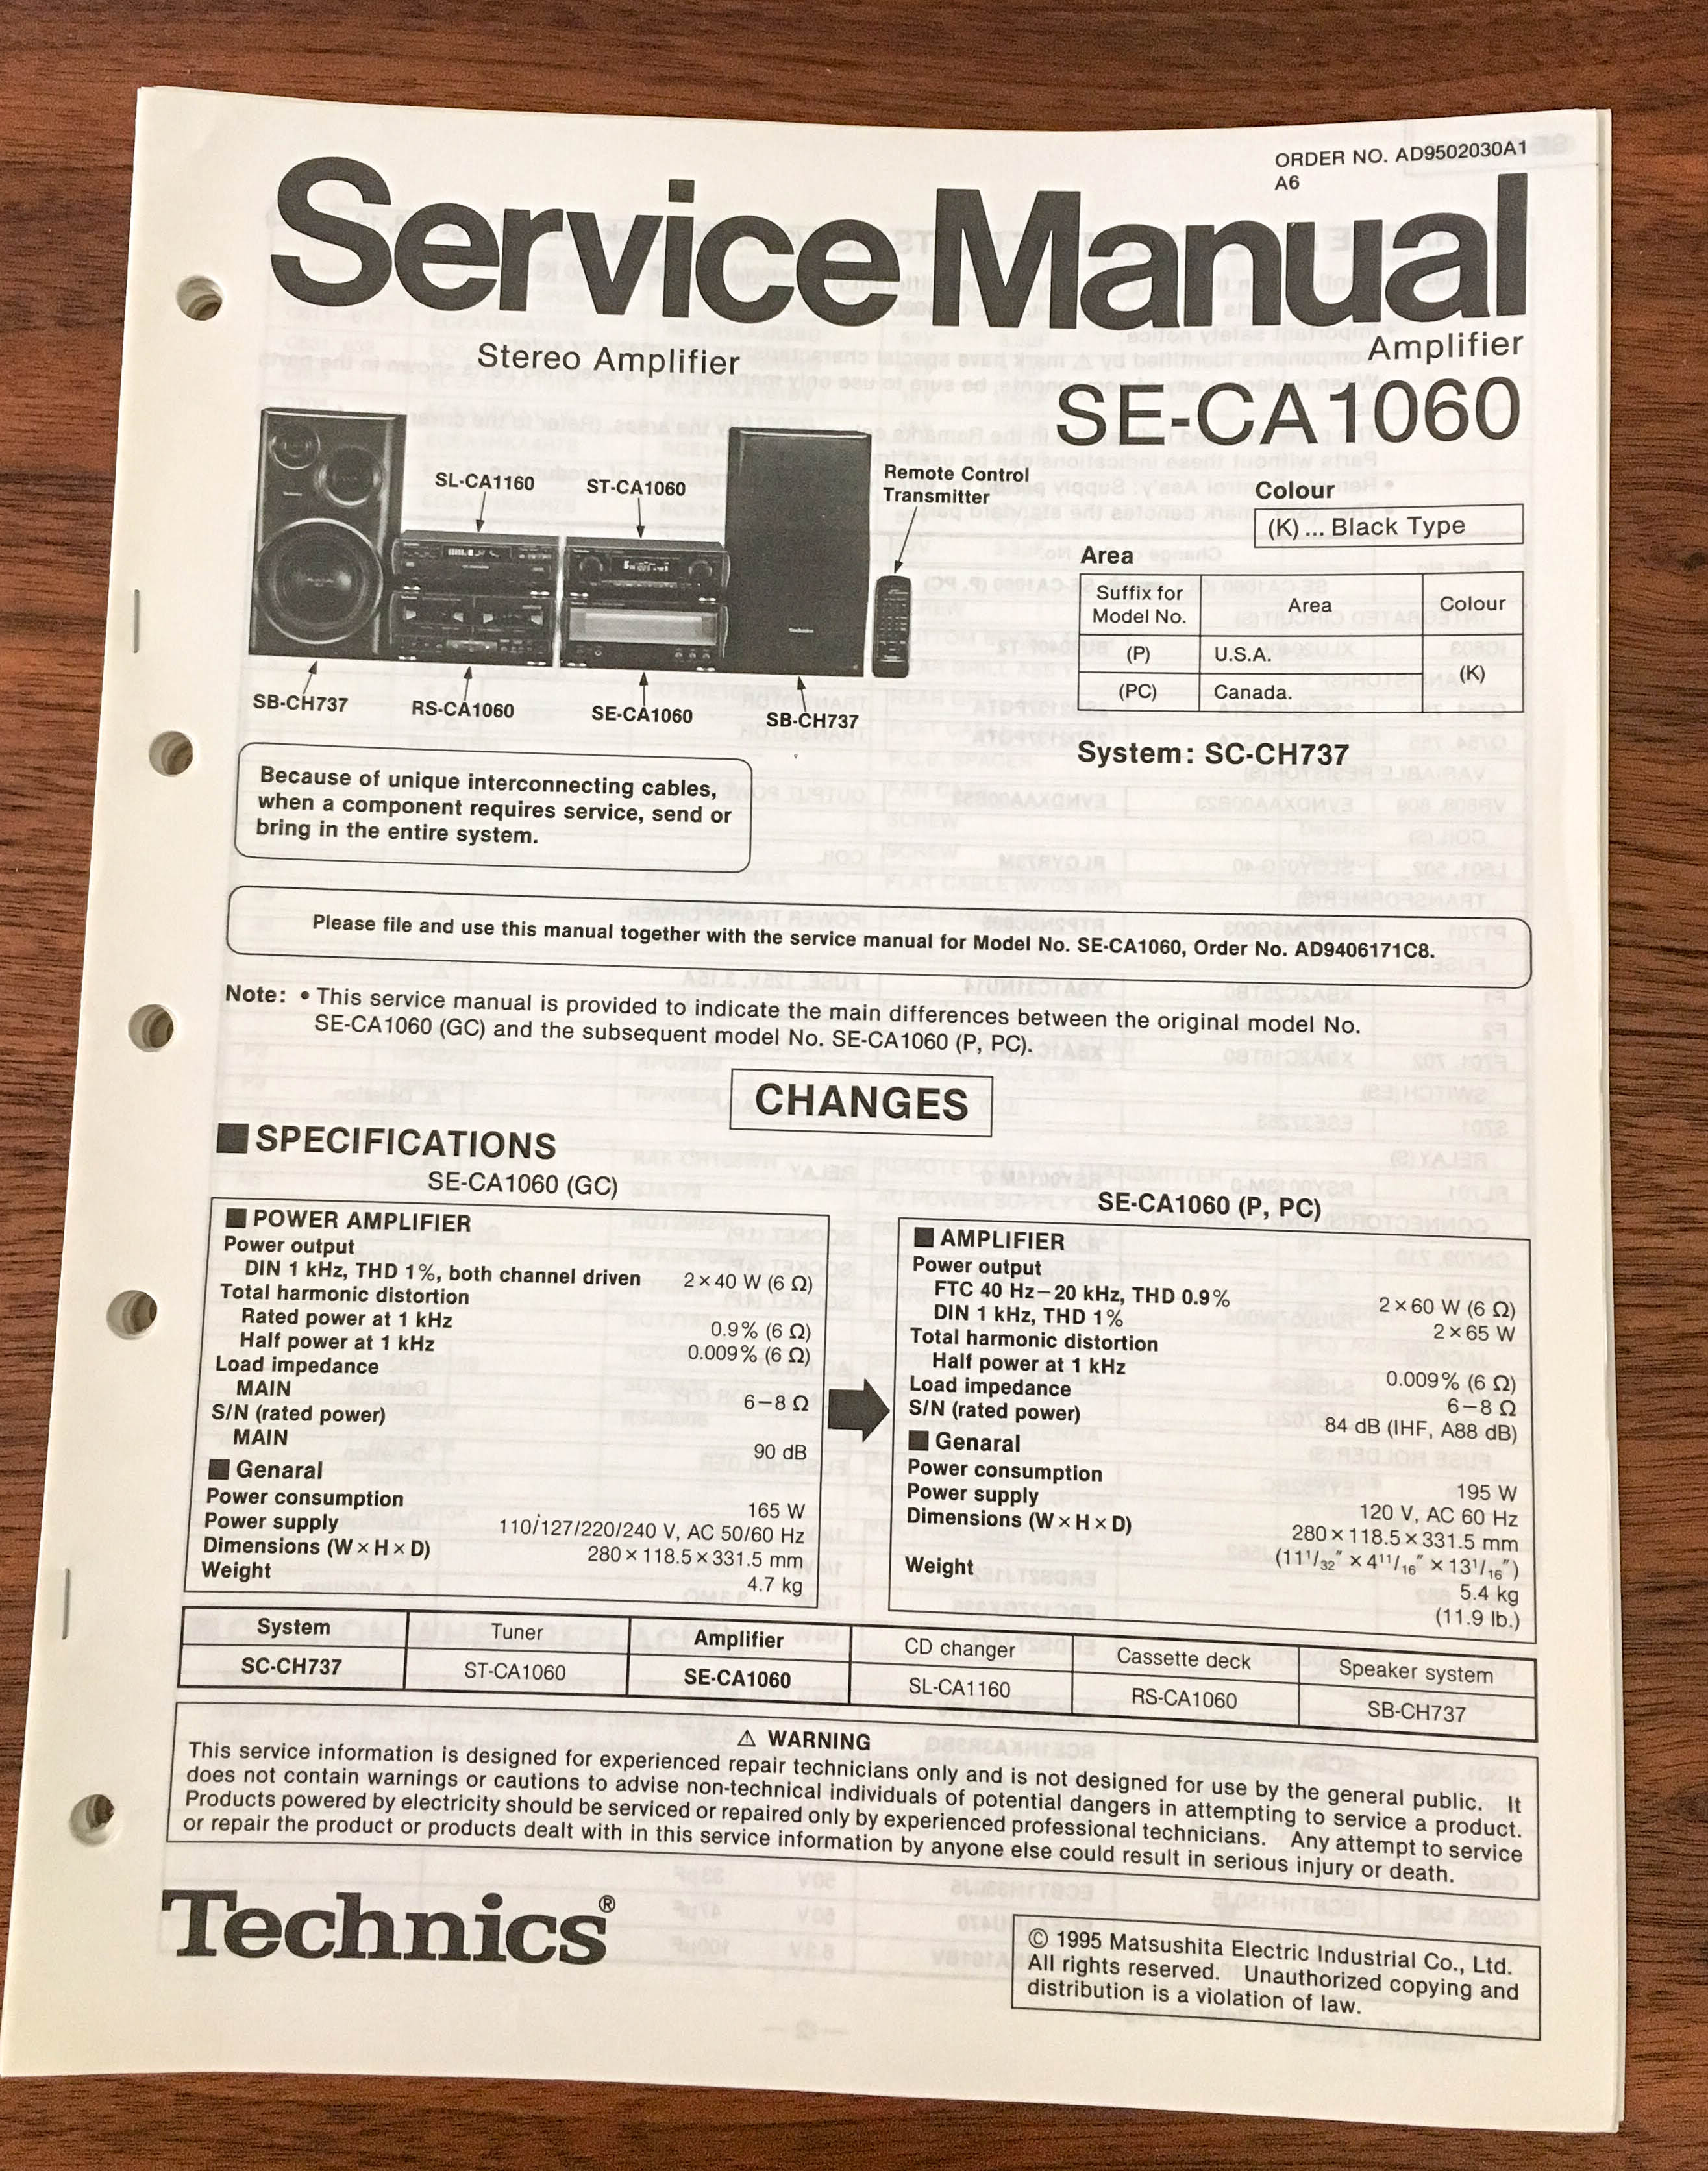 ORDER NO. AD9502030A1
A6
Service Manual
Stereo Amplifier
Amplifier
SE-CA1060
SL-CA1160
ST-CA1060
Remote Control
Transmitter
SB-CH737
RS-CA1060
SE-CA1060
SB-CH737
Colour
(K) ... Black Type
Area
Suffix for
Model No.
Area
Colour
(P)
U.S.A.
(K)
(PC)
Canada.
System: SC-CH737
Because of unique interconnecting cables,
when a component requires service, send or
bring in the entire system.
Please file and use this manual together with the service manual for Model No. SE-CA1060, Order No. AD9406171C8.
Note: • This service manual is provided to indicate the main differences between the original model No.
SE-CA1060 (GC) and the subsequent model No. SE-CA1060 (P, PC).
CHANGES
■ SPECIFICATIONS
SE-CA1060 (GC)
■ POWER AMPLIFIER
Power output
DIN 1 kHz, THD 1%, both channel driven 2×40 W (6 Ω)
Total harmonic distortion
Rated power at 1 kHz 0.9% (6 Ω)
Half power at 1 kHz 0.009% (6 Ω)
Load impedance
MAIN 6–8 Ω
S/N (rated power)
MAIN 90 dB
■ Genaral
Power consumption 165 W
Power supply 110/127/220/240 V, AC 50/60 Hz
Dimensions (W×H×D) 280×118.5×331.5 mm
Weight 4.7 kg
SE-CA1060 (P, PC)
■ AMPLIFIER
Power output
FTC 40 Hz–20 kHz, THD 0.9% 2×60 W (6 Ω)
DIN 1 kHz, THD 1% 2×65 W
Total harmonic distortion
Half power at 1 kHz 0.009% (6 Ω)
Load impedance 6–8 Ω
S/N (rated power) 84 dB (IHF, A88 dB)
■ Genaral
Power consumption 195 W
Power supply 120 V, AC 60 Hz
Dimensions (W×H×D) 280×118.5×331.5 mm
(11 1/32″ ×4 11/16″ ×13 1/16″)
Weight 5.4 kg
(11.9 lb.)
System Tuner Amplifier CD changer Cassette deck Speaker system
SC-CH737 ST-CA1060 SE-CA1060 SL-CA1160 RS-CA1060 SB-CH737
⚠ WARNING
This service information is designed for experienced repair technicians only and is not designed for use by the general public. It
does not contain warnings or cautions to advise non-technical individuals of potential dangers in attempting to service a product.
Products powered by electricity should be serviced or repaired only by experienced professional technicians. Any attempt to service
or repair the product or products dealt with in this service information by anyone else could result in serious injury or death.
Technics®
© 1995 Matsushita Electric Industrial Co., Ltd.
All rights reserved. Unauthorized copying and
distribution is a violation of law.